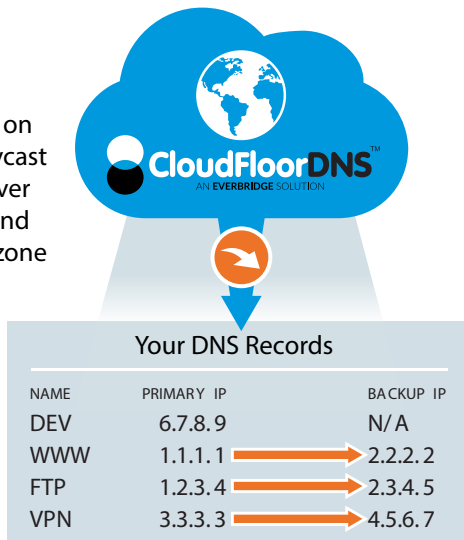 on
ycast
ver
nd
zone
CloudFloorDNS™
AN EVERBRIDGE SOLUTION
Your DNS Records
NAME PRIMARY IP BACKUP IP
DEV 6.7.8.9 N/A
WWW 1.1.1.1 2.2.2.2
FTP 1.2.3.4 2.3.4.5
VPN 3.3.3.3 4.5.6.7